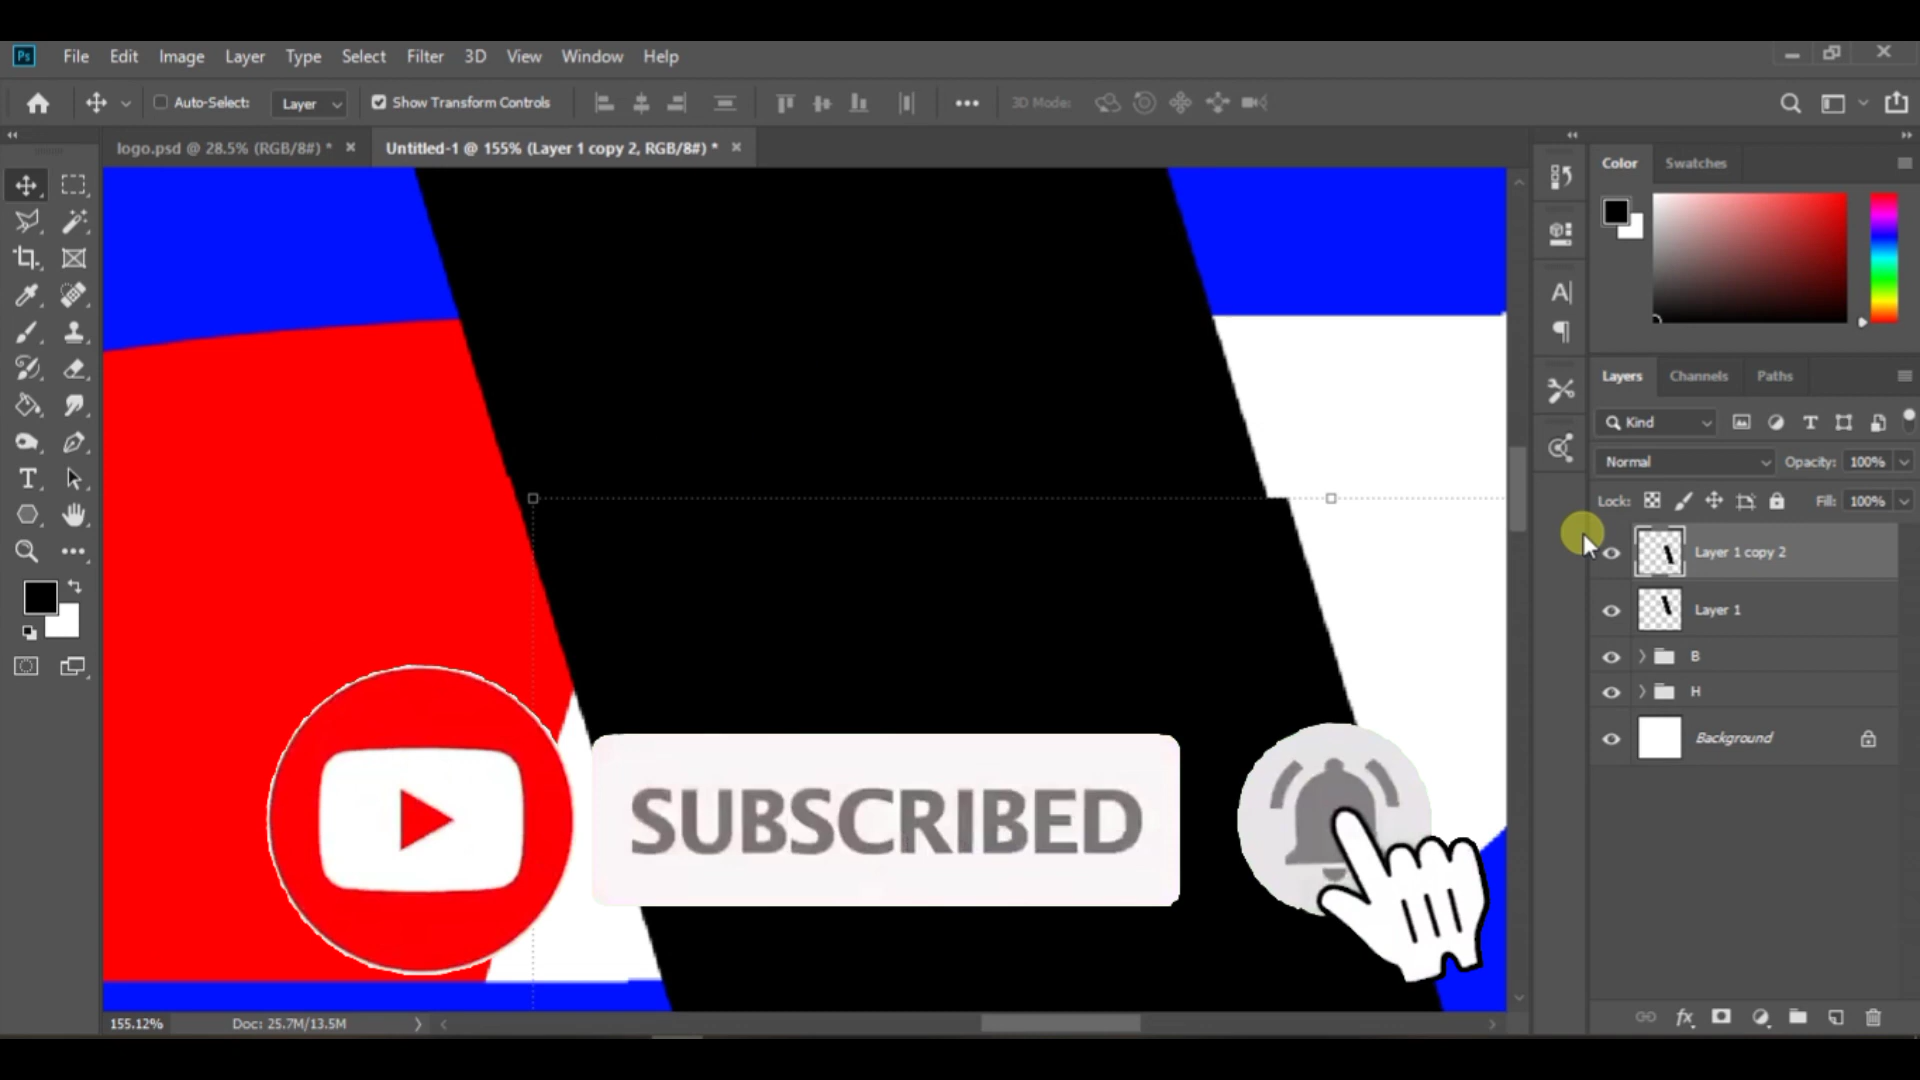 Ps File Edit Image Layer Type Select Filter 3D View Window Help
Auto-Select: Layer Show Transform Controls 3D Mode:
logo.psd @ 28.5% (RGB/8#) * Untitled-1 @ 155% (Layer 1 copy 2, RGB/8#) *
Color Swatches
Layers Channels Paths
Kind
Normal Opacity: 100%
Lock: Fill: 100%
Layer 1 copy 2
Layer 1
B
H
Background
SUBSCRIBED
155.12% Doc: 25.7M/13.5M